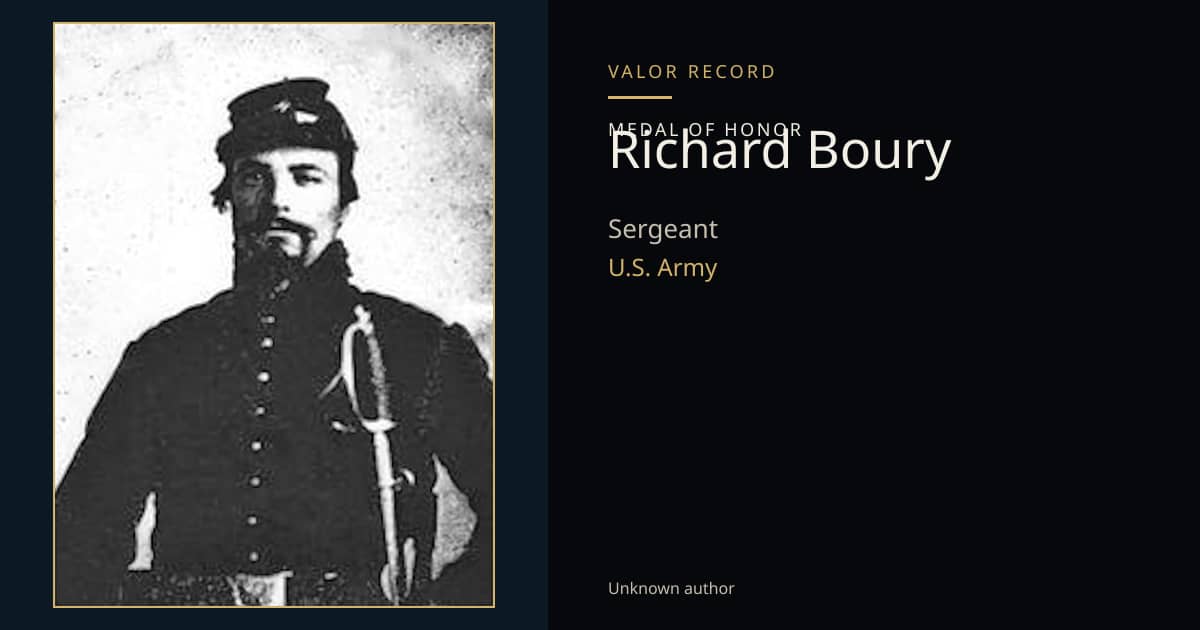 VALOR RECORD
MEDAL OF HONOR
Richard Boury
Sergeant
U.S. Army
Unknown author